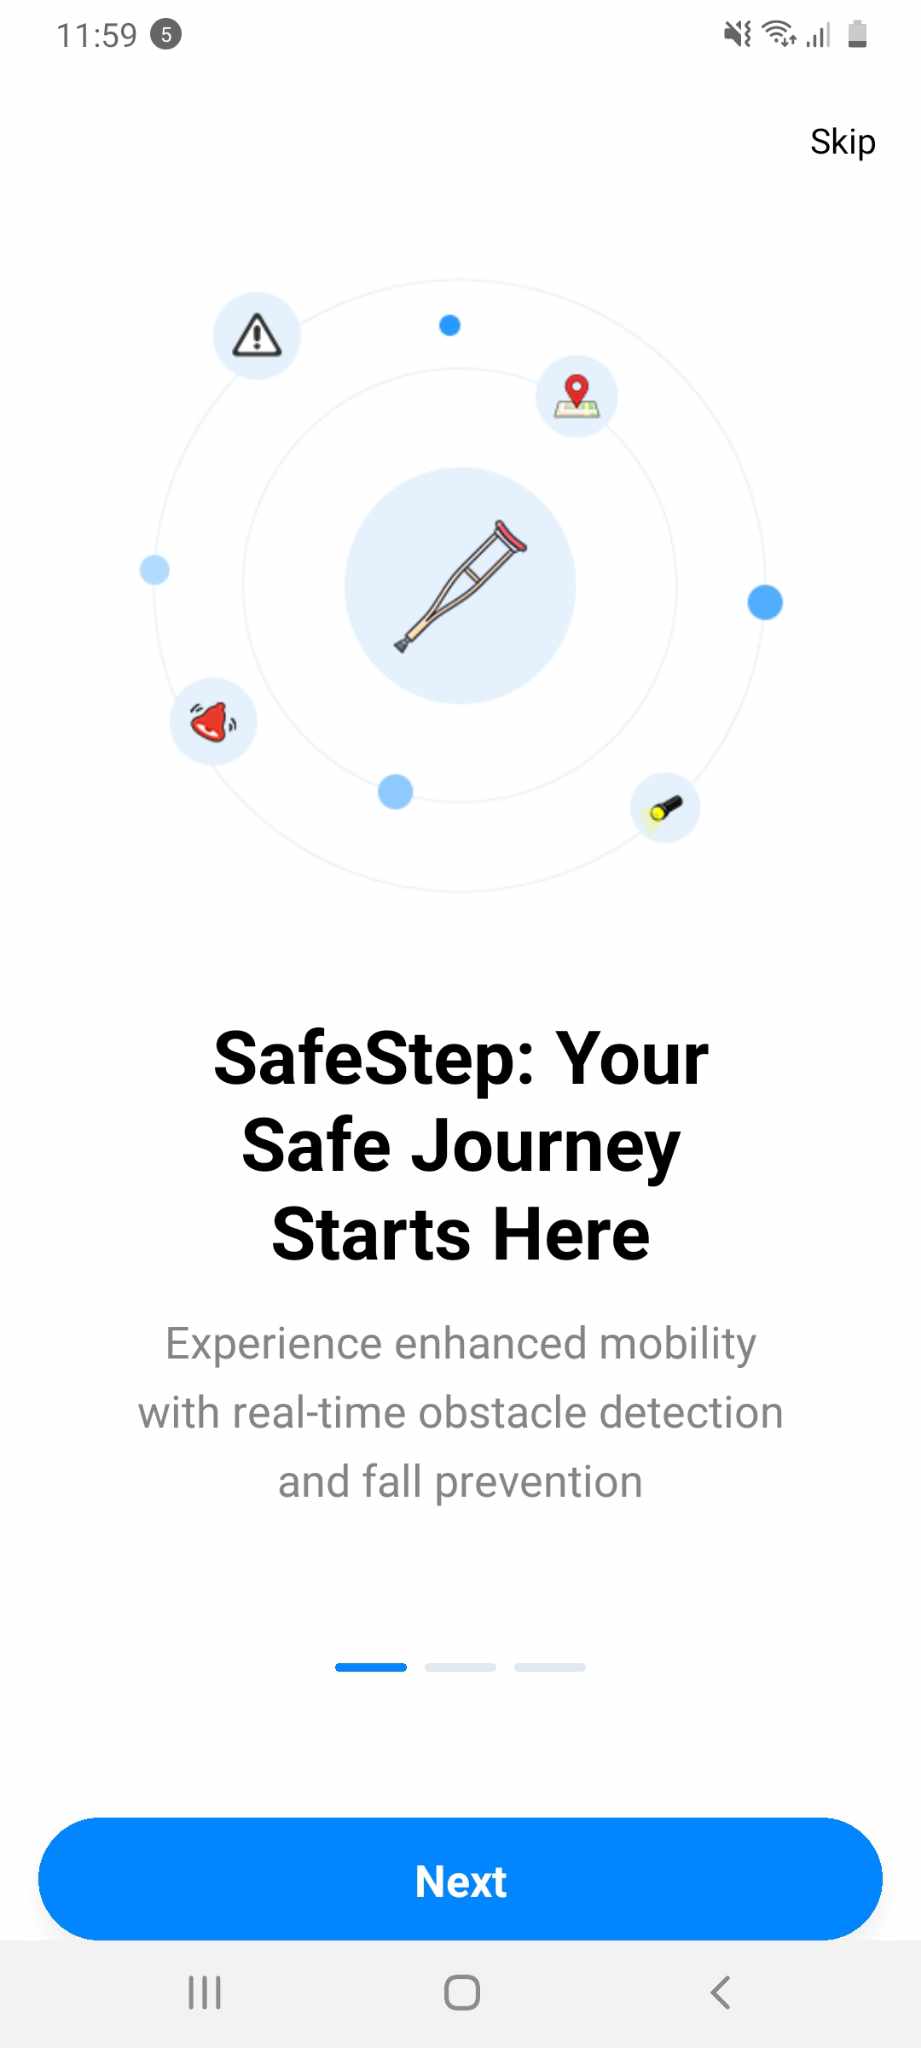 11:59 5
Skip
SafeStep: Your
Safe Journey
Starts Here
Experience enhanced mobility
with real-time obstacle detection
and fall prevention
Next